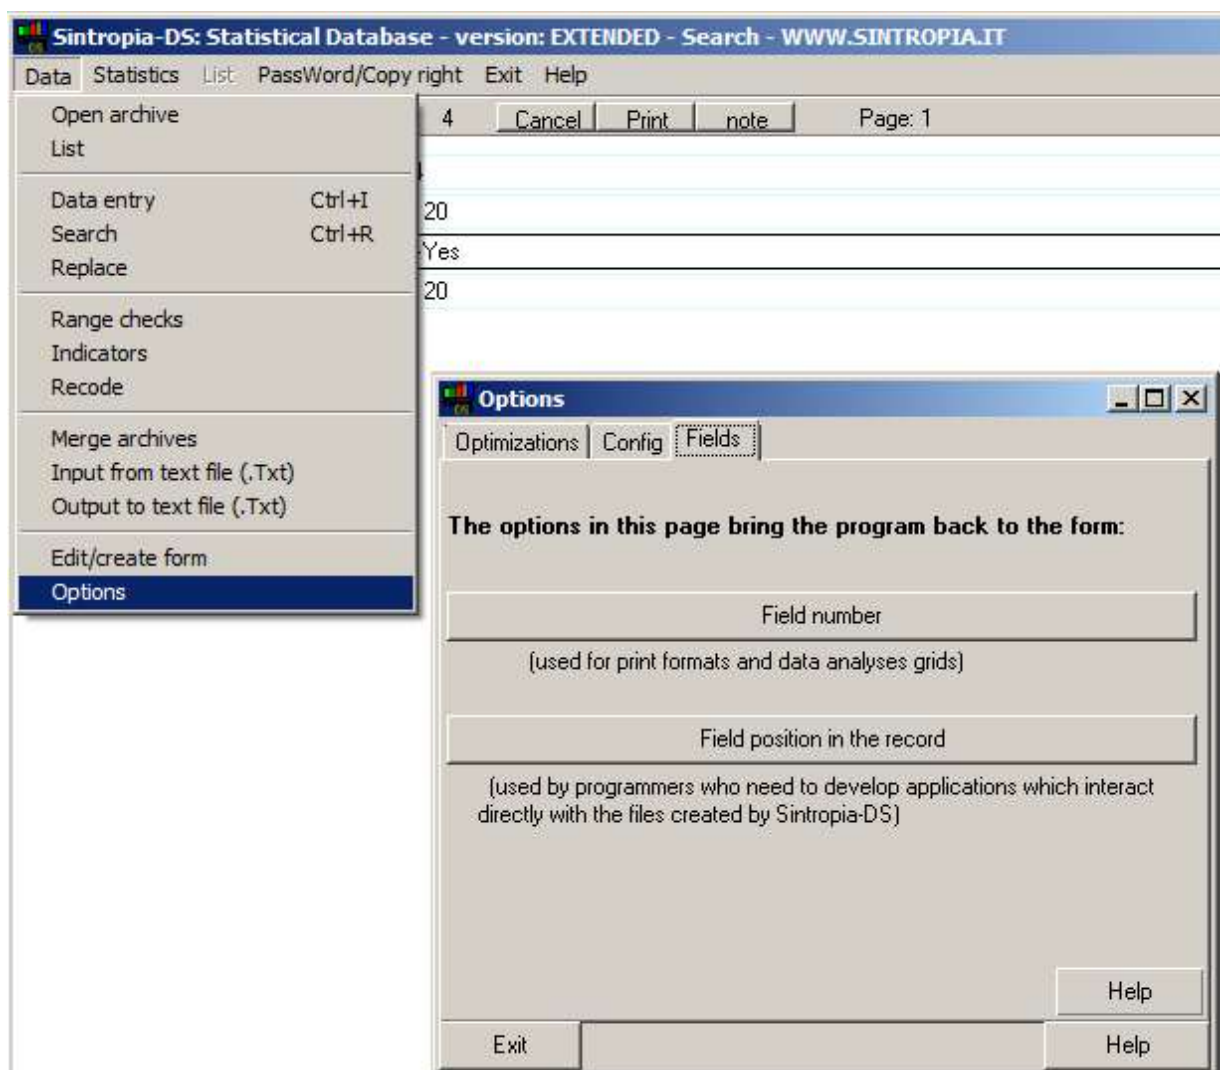 Sintropia-DS: Statistical Database - version: EXTENDED - Search - WWW.SINTROPIA.IT
Data Statistics List PassWord/Copy right Exit Help
4 Cancel Print note Page: 1
Open archive
List
Data entry Ctrl+I
20
Search Ctrl+R
-Yes
Replace
20
Range checks
Indicators
Recode
Merge archives
Input from text file (.Txt)
Output to text file (.Txt)
Edit/create form
Options
DS Options
Optimizations Config Fields
The options in this page bring the program back to the form:
Field number
(used for print formats and data analyses grids)
Field position in the record
(used by programmers who need to develop applications which interact
directly with the files created by Sintropia-DS)
Help
Exit Help